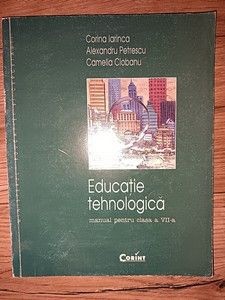 Corina Iarinca
Alexandru Petrescu
Camelia Ciobanu
Educație
tehnologică
manual pentru clasa a VII-a
CORINT